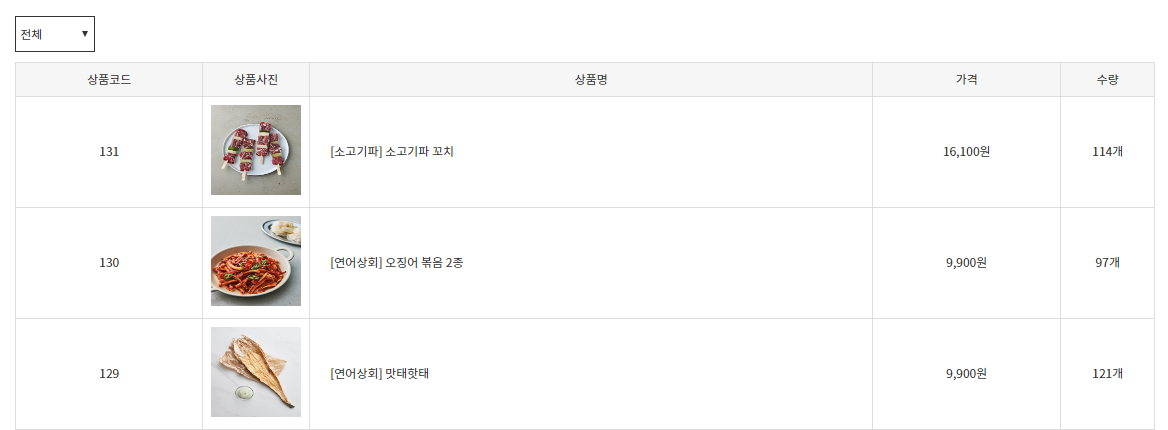 전체
상품코드 상품사진 상품명 가격 수량
131 [소고기파] 소고기파 꼬치 16,100원 114개
130 [연어상회] 오징어 볶음 2종 9,900원 97개
129 [연어상회] 맛태핫태 9,900원 121개